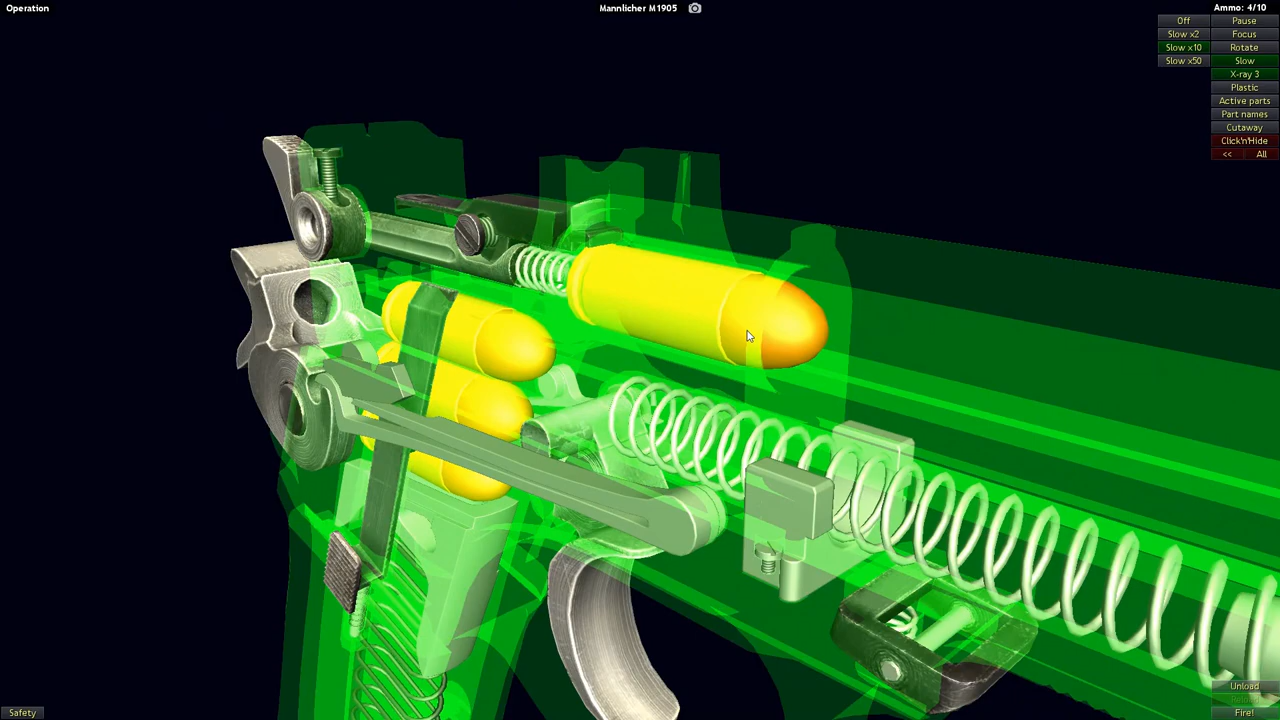 Operation
Mannlicher M1905
Ammo: 4/10
Off
Pause
Slow x2
Focus
Slow x10
Rotate
Slow x50
Slow
X-ray 3
Plastic
Active parts
Part names
Cutaway
Click'n'Hide
<< All
Unload
Reload
Safety
Fire!